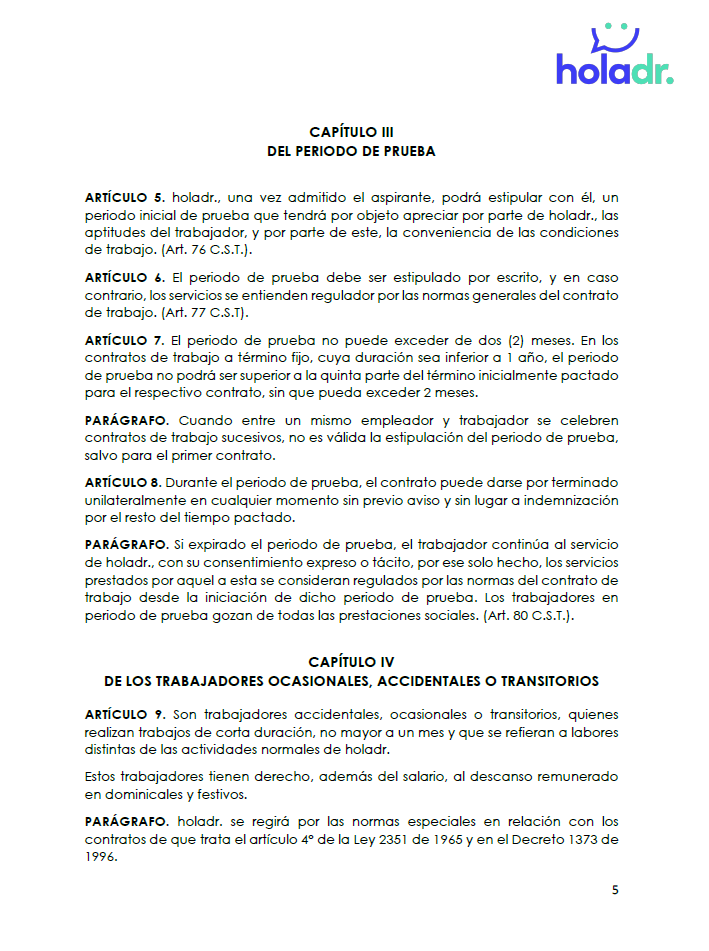 holadr.
CAPÍTULO III
DEL PERIODO DE PRUEBA
ARTÍCULO 5. holadr., una vez admitido el aspirante, podrá estipular con él, un
periodo inicial de prueba que tendrá por objeto apreciar por parte de holadr., las
aptitudes del trabajador, y por parte de este, la conveniencia de las condiciones
de trabajo. (Art. 76 C.S.T.).
ARTÍCULO 6. El periodo de prueba debe ser estipulado por escrito, y en caso
contrario, los servicios se entienden regulador por las normas generales del contrato
de trabajo. (Art. 77 C.S.T).
ARTÍCULO 7. El periodo de prueba no puede exceder de dos (2) meses. En los
contratos de trabajo a término fijo, cuya duración sea inferior a 1 año, el periodo
de prueba no podrá ser superior a la quinta parte del término inicialmente pactado
para el respectivo contrato, sin que pueda exceder 2 meses.
PARÁGRAFO. Cuando entre un mismo empleador y trabajador se celebren
contratos de trabajo sucesivos, no es válida la estipulación del periodo de prueba,
salvo para el primer contrato.
ARTÍCULO 8. Durante el periodo de prueba, el contrato puede darse por terminado
unilateralmente en cualquier momento sin previo aviso y sin lugar a indemnización
por el resto del tiempo pactado.
PARÁGRAFO. Si expirado el periodo de prueba, el trabajador continúa al servicio
de holadr., con su consentimiento expreso o tácito, por ese solo hecho, los servicios
prestados por aquel a esta se consideran regulados por las normas del contrato de
trabajo desde la iniciación de dicho periodo de prueba. Los trabajadores en
periodo de prueba gozan de todas las prestaciones sociales. (Art. 80 C.S.T.).
CAPÍTULO IV
DE LOS TRABAJADORES OCASIONALES, ACCIDENTALES O TRANSITORIOS
ARTÍCULO 9. Son trabajadores accidentales, ocasionales o transitorios, quienes
realizan trabajos de corta duración, no mayor a un mes y que se refieran a labores
distintas de las actividades normales de holadr.
Estos trabajadores tienen derecho, además del salario, al descanso remunerado
en dominicales y festivos.
PARÁGRAFO. holadr. se regirá por las normas especiales en relación con los
contratos de que trata el artículo 4° de la Ley 2351 de 1965 y en el Decreto 1373 de
1996.
5